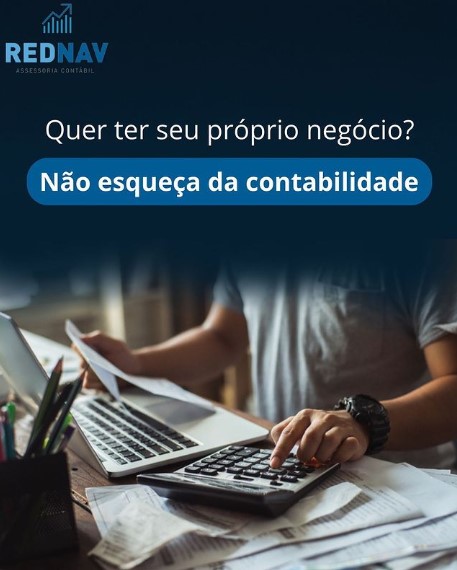 REDNAV
ASSESSORIA CONTÁBIL
Quer ter seu próprio negócio?
Não esqueça da contabilidade